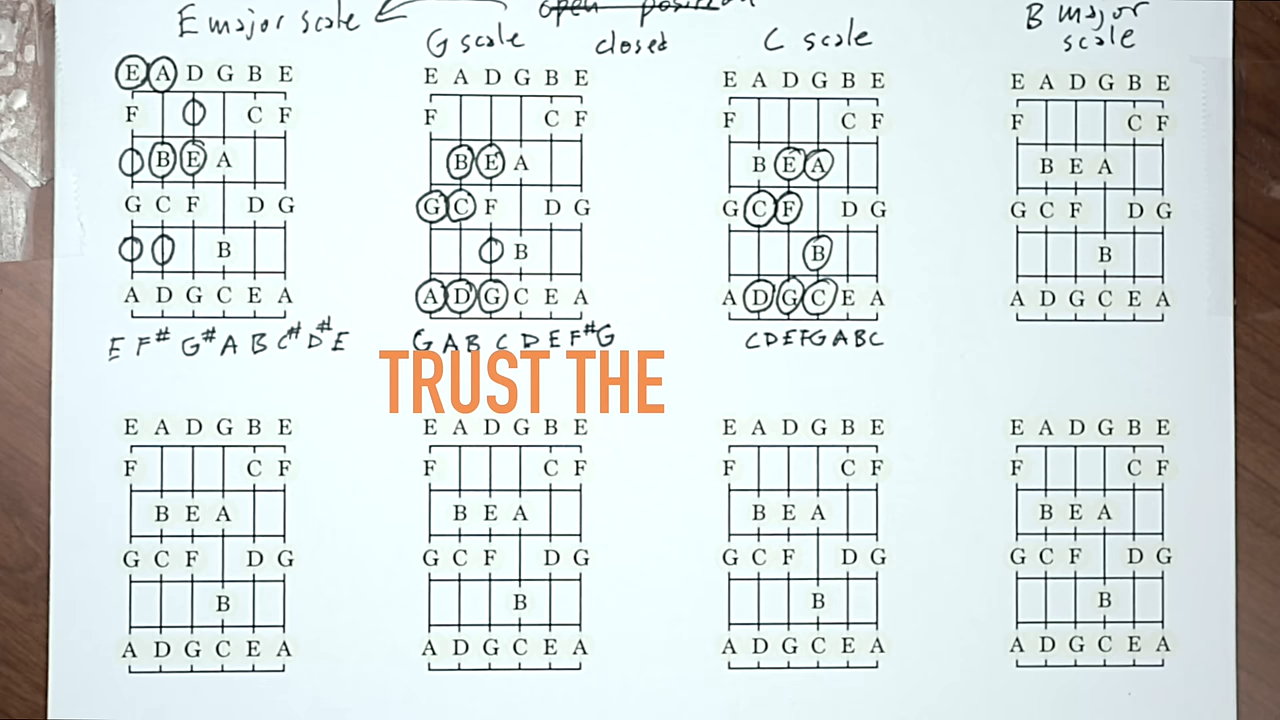 E major scale
open position
G scale
closed
C scale
B major
scale
E A D G B E
F C F
B E A
G C F D G
B
A D G C E A
E F# G# A B C# D# E
E A D G B E
F C F
B E A
G C F D G
B
A D G C E A
G A B C D E F# G
E A D G B E
F C F
B E A
G C F D G
B
A D G C E A
C D E F G A B C
E A D G B E
F C F
B E A
G C F D G
B
A D G C E A
TRUST THE
E A D G B E
F C F
B E A
G C F D G
B
A D G C E A
E A D G B E
F C F
B E A
G C F D G
B
A D G C E A
E A D G B E
F C F
B E A
G C F D G
B
A D G C E A
E A D G B E
F C F
B E A
G C F D G
B
A D G C E A